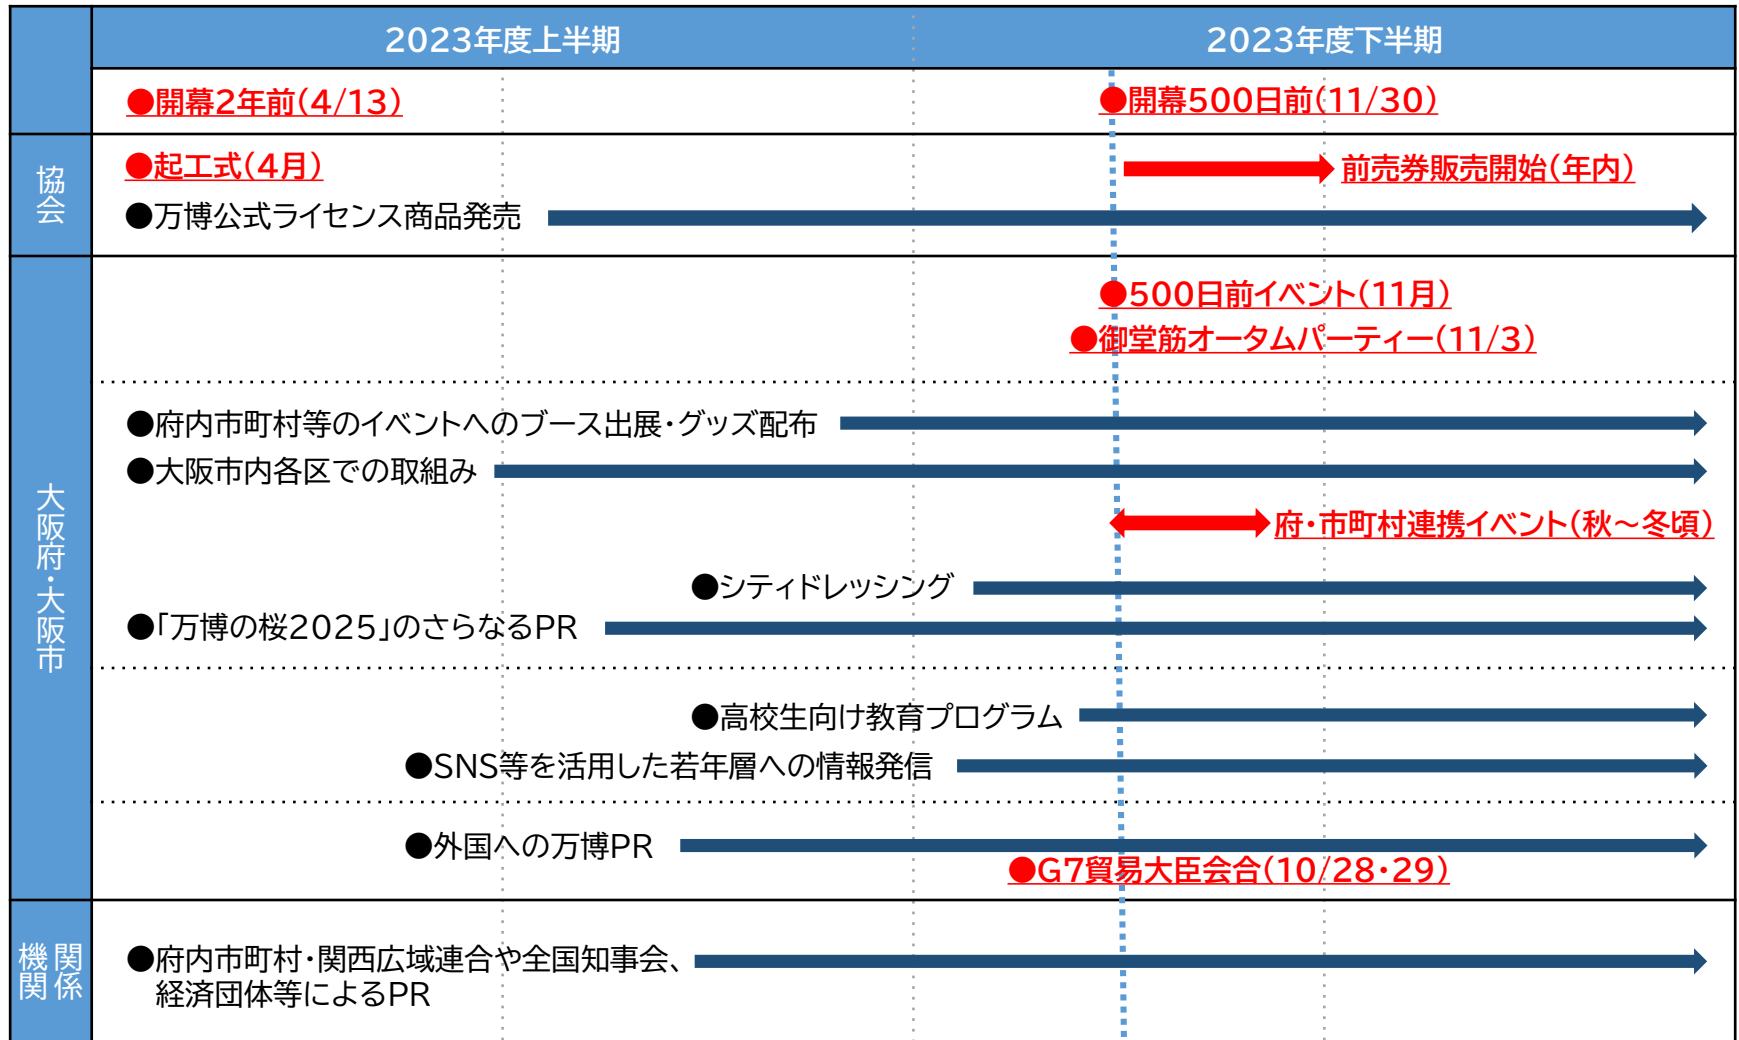 2023年度上半期
2023年度下半期
●開幕2年前(4/13)
●開幕500日前(11/30)
協会
●起工式(4月)
前売券販売開始(年内)
●万博公式ライセンス商品発売
大阪府・大阪市
●500日前イベント(11月)
●御堂筋オータムパーティー(11/3)
●府内市町村等のイベントへのブース出展・グッズ配布
●大阪市内各区での取組み
府・市町村連携イベント(秋～冬頃)
●シティドレッシング
●「万博の桜2025」のさらなるPR
●高校生向け教育プログラム
●SNS等を活用した若年層への情報発信
●外国への万博PR
●G7貿易大臣会合(10/28・29)
関係
機関
●府内市町村・関西広域連合や全国知事会、
経済団体等によるPR